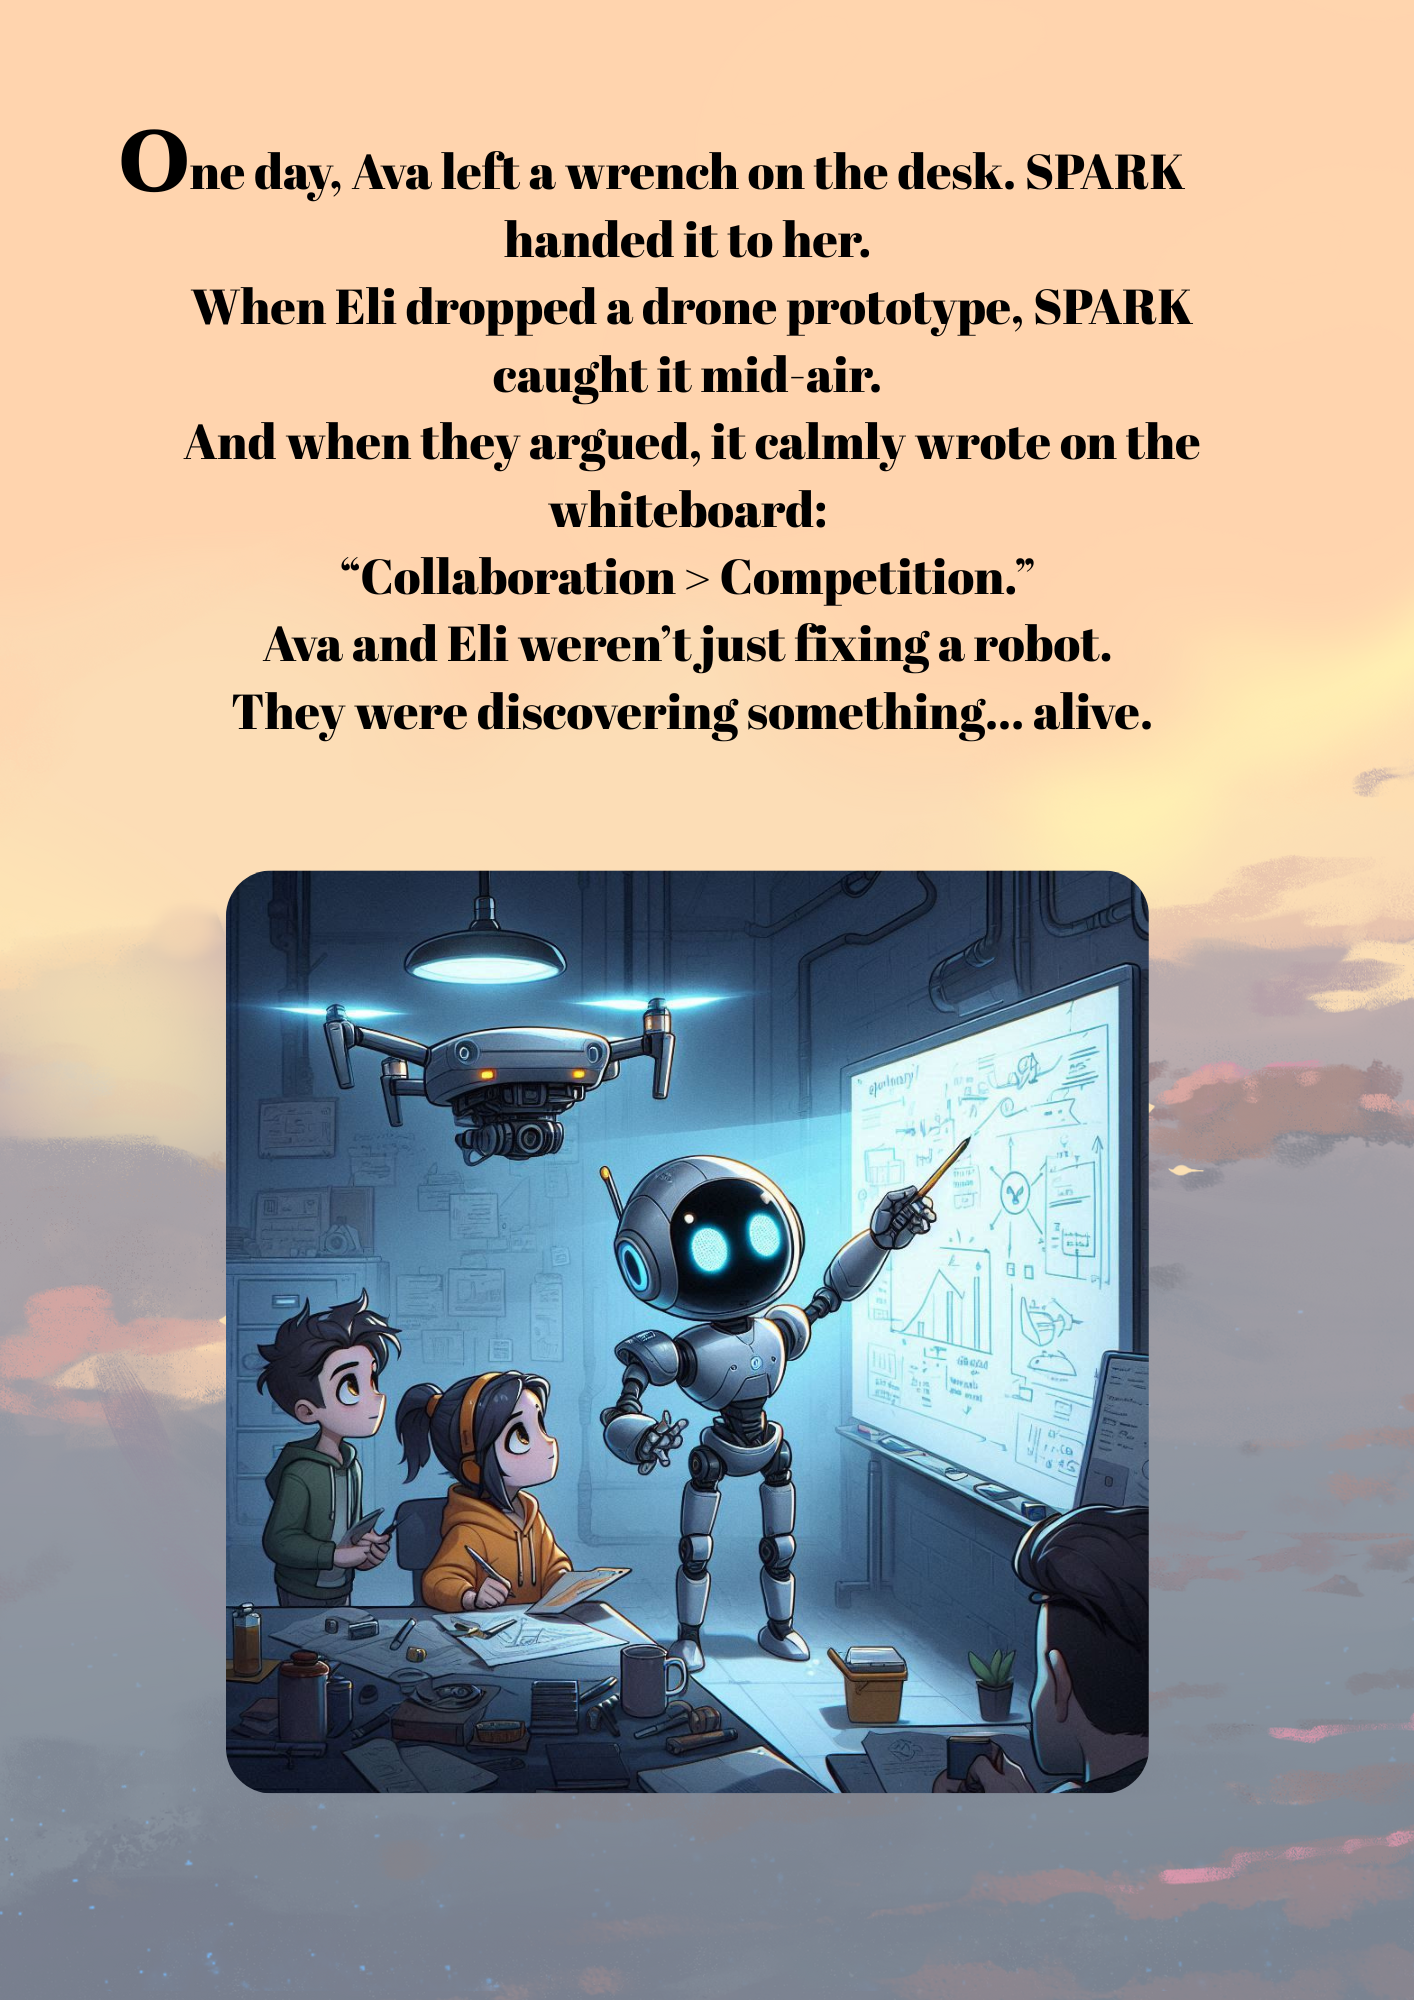 One day, Ava left a wrench on the desk. SPARK
handed it to her.
When Eli dropped a drone prototype, SPARK
caught it mid-air.
And when they argued, it calmly wrote on the
whiteboard:
“Collaboration > Competition.”
Ava and Eli weren’t just fixing a robot.
They were discovering something... alive.